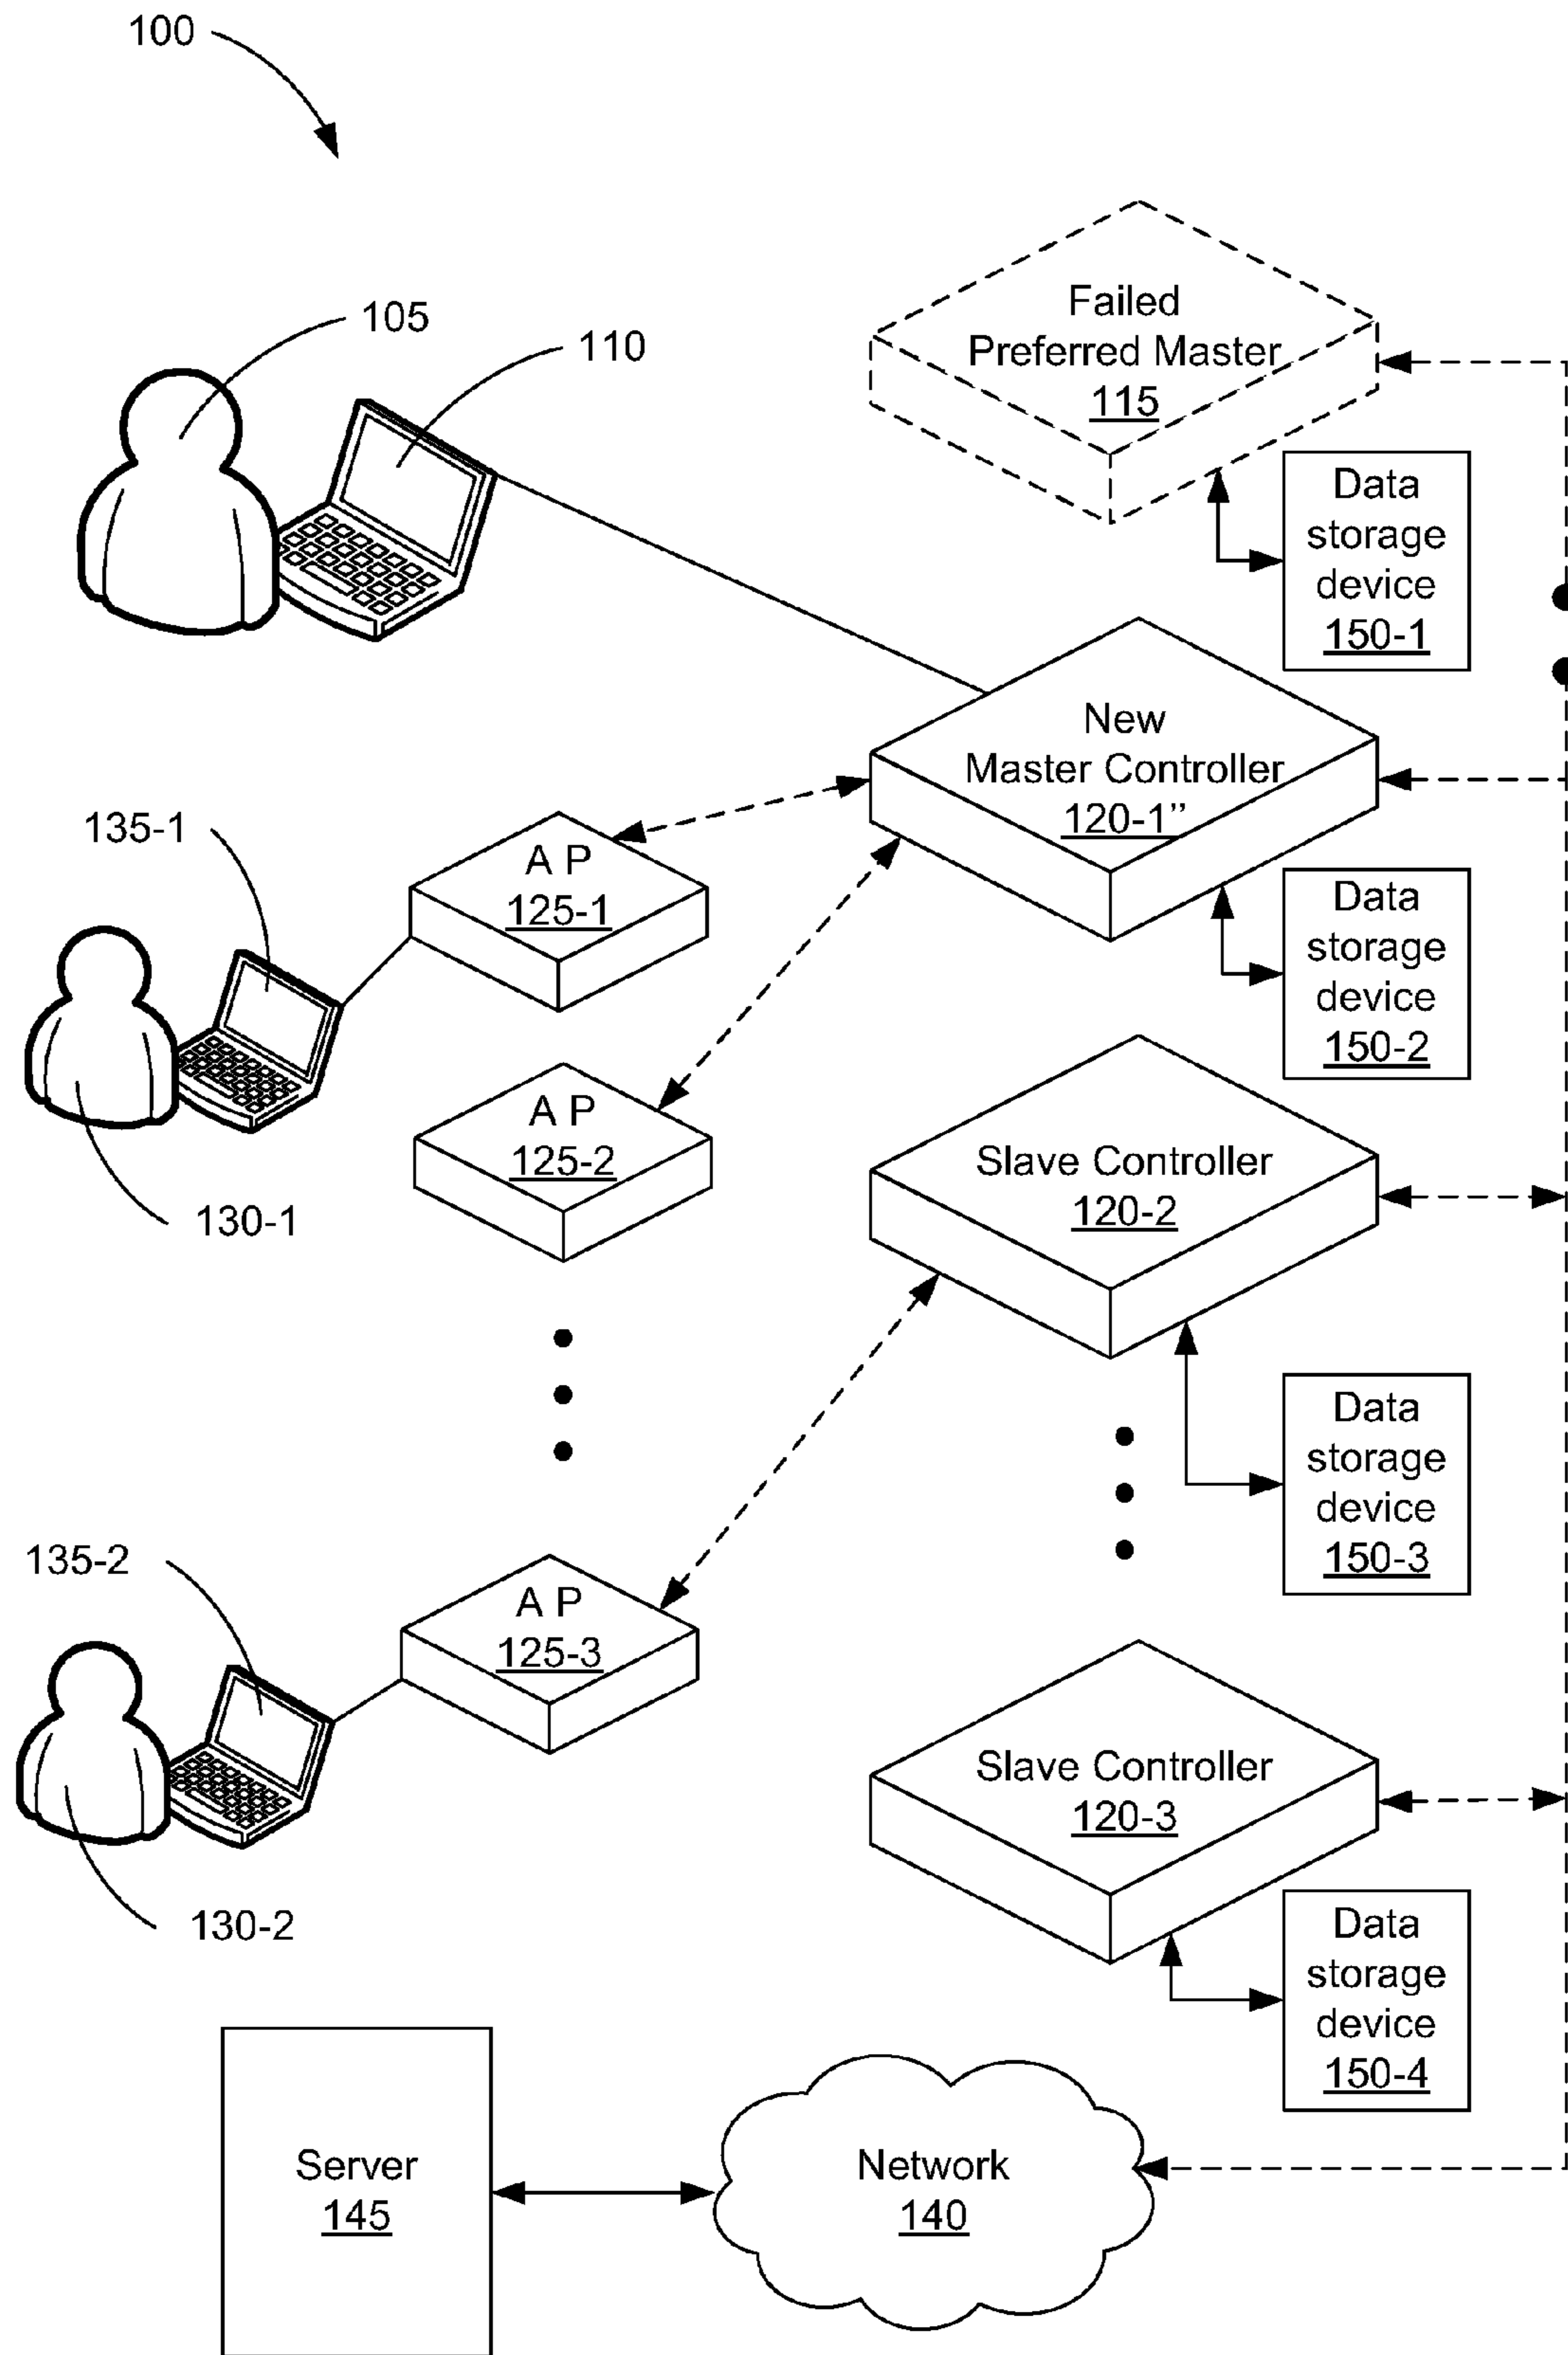 100
105
110
Failed
Preferred Master
115
Data
storage
device
150-1
New
Master Controller
120-1”
135-1
A P
125-1
Data
storage
device
150-2
130-1
A P
125-2
Slave Controller
120-2
Data
storage
device
150-3
135-2
A P
125-3
130-2
Slave Controller
120-3
Data
storage
device
150-4
Server
145
Network
140